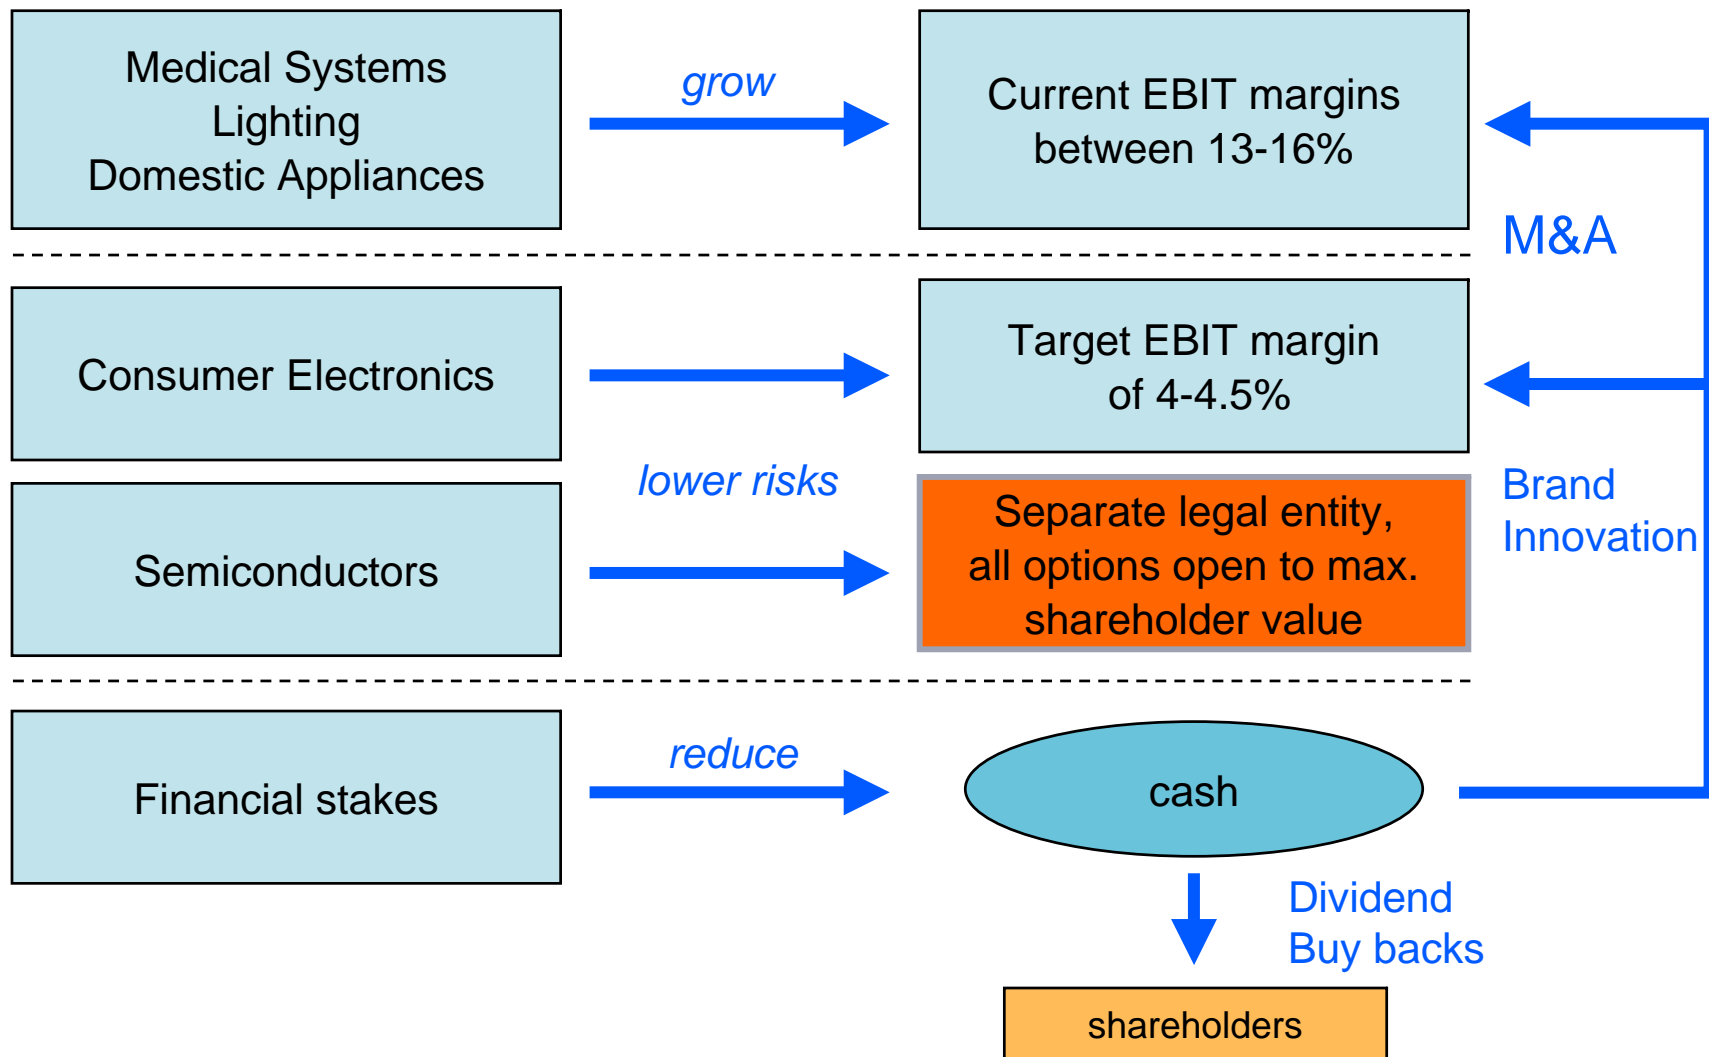 Medical Systems
Lighting
Domestic Appliances
grow
Current EBIT margins
between 13-16%
M&A
Consumer Electronics
Target EBIT margin
of 4-4.5%
lower risks
Brand
Innovation
Semiconductors
Separate legal entity,
all options open to max.
shareholder value
Financial stakes
reduce
cash
Dividend
Buy backs
shareholders